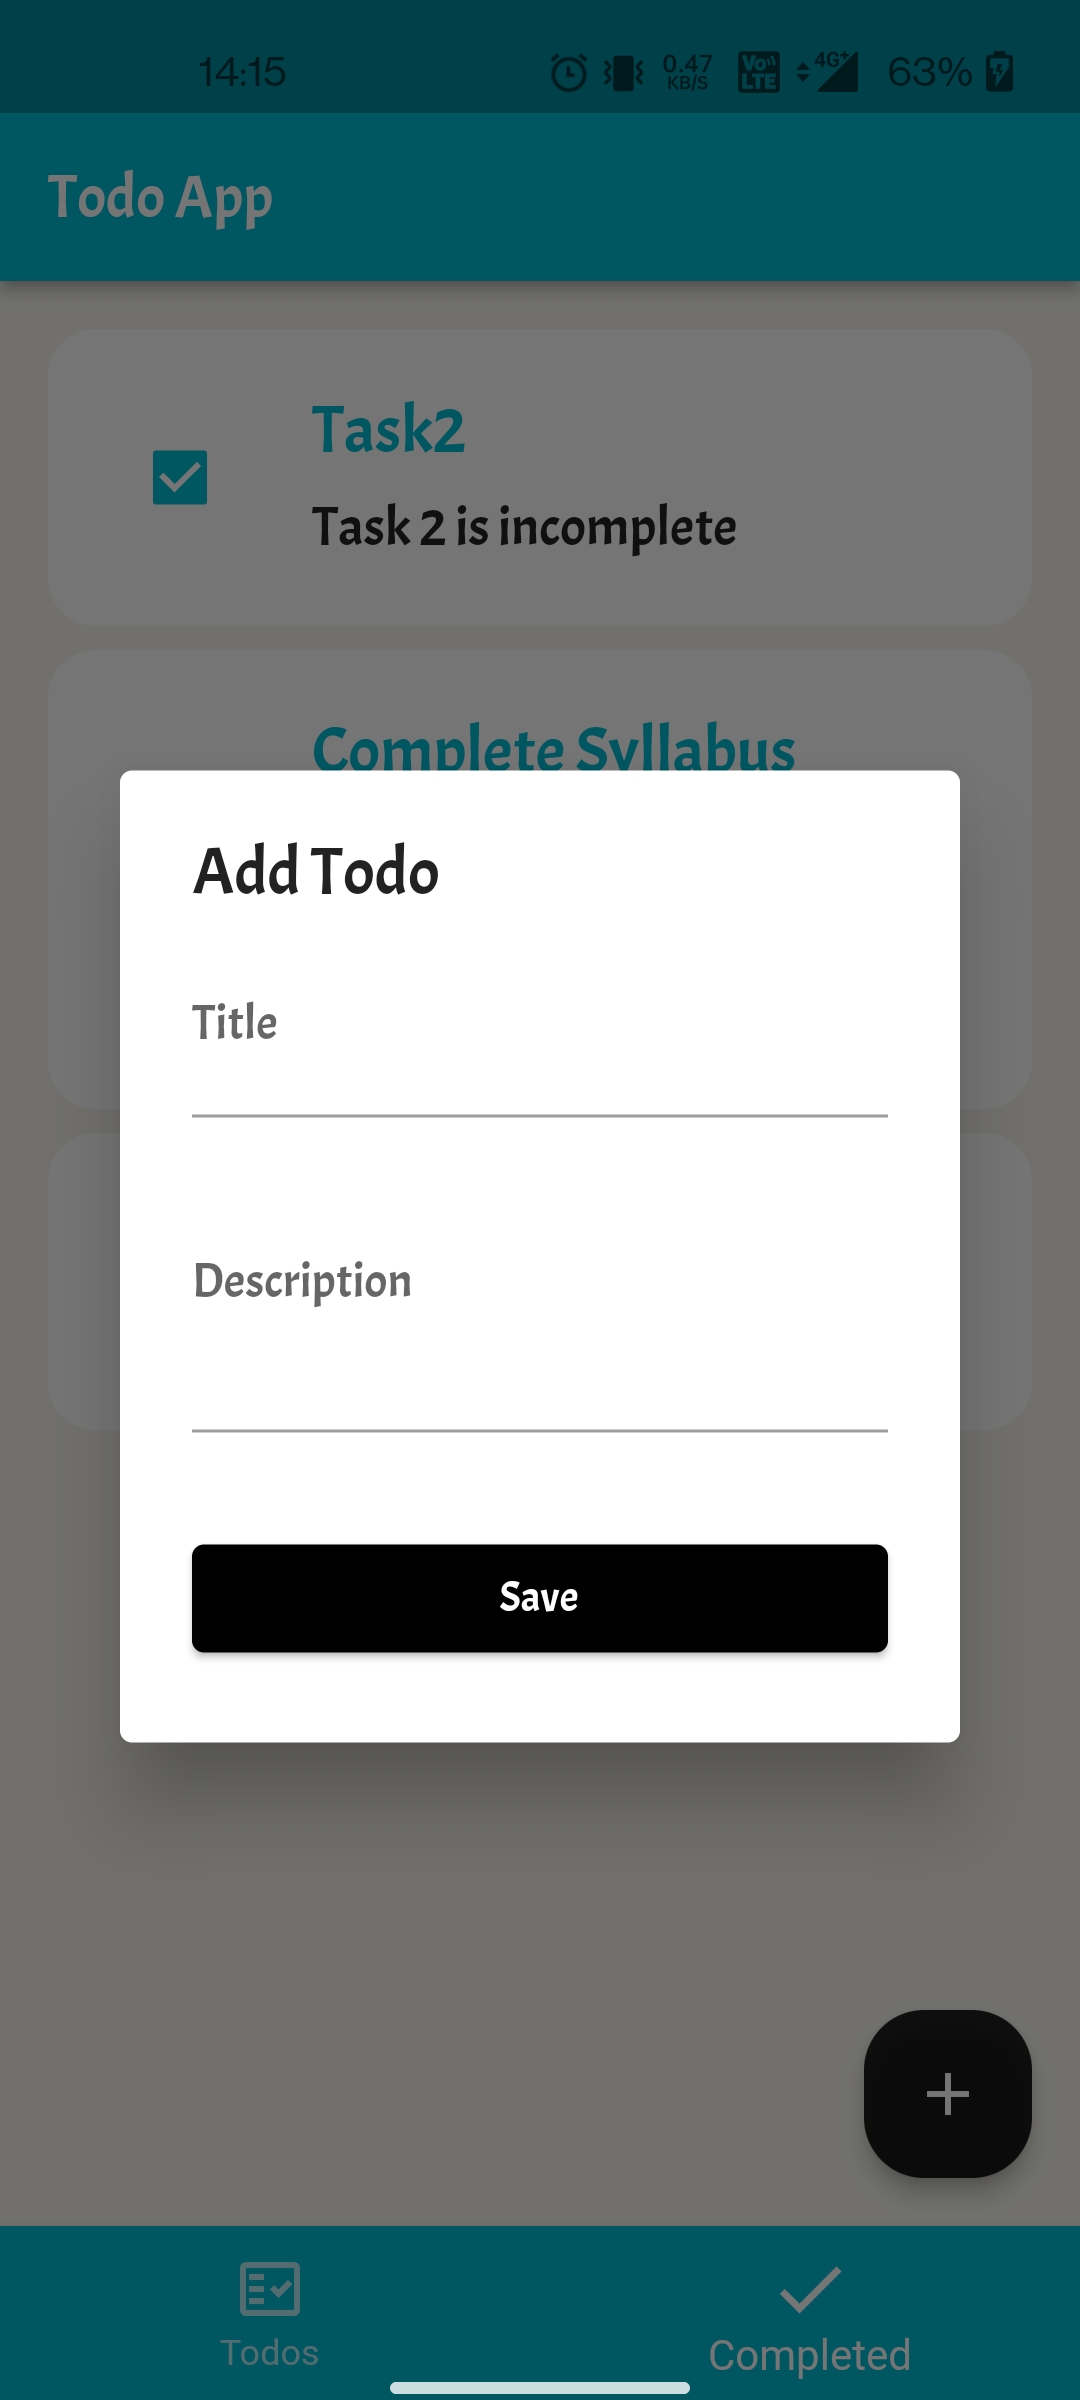 14:15
0.47
KB/S
Vo
LTE
4G+
63%
Todo App
Task2
Task 2 is incomplete
Complete Syllabus
Add Todo
Title
Description
Save
Todos
Completed